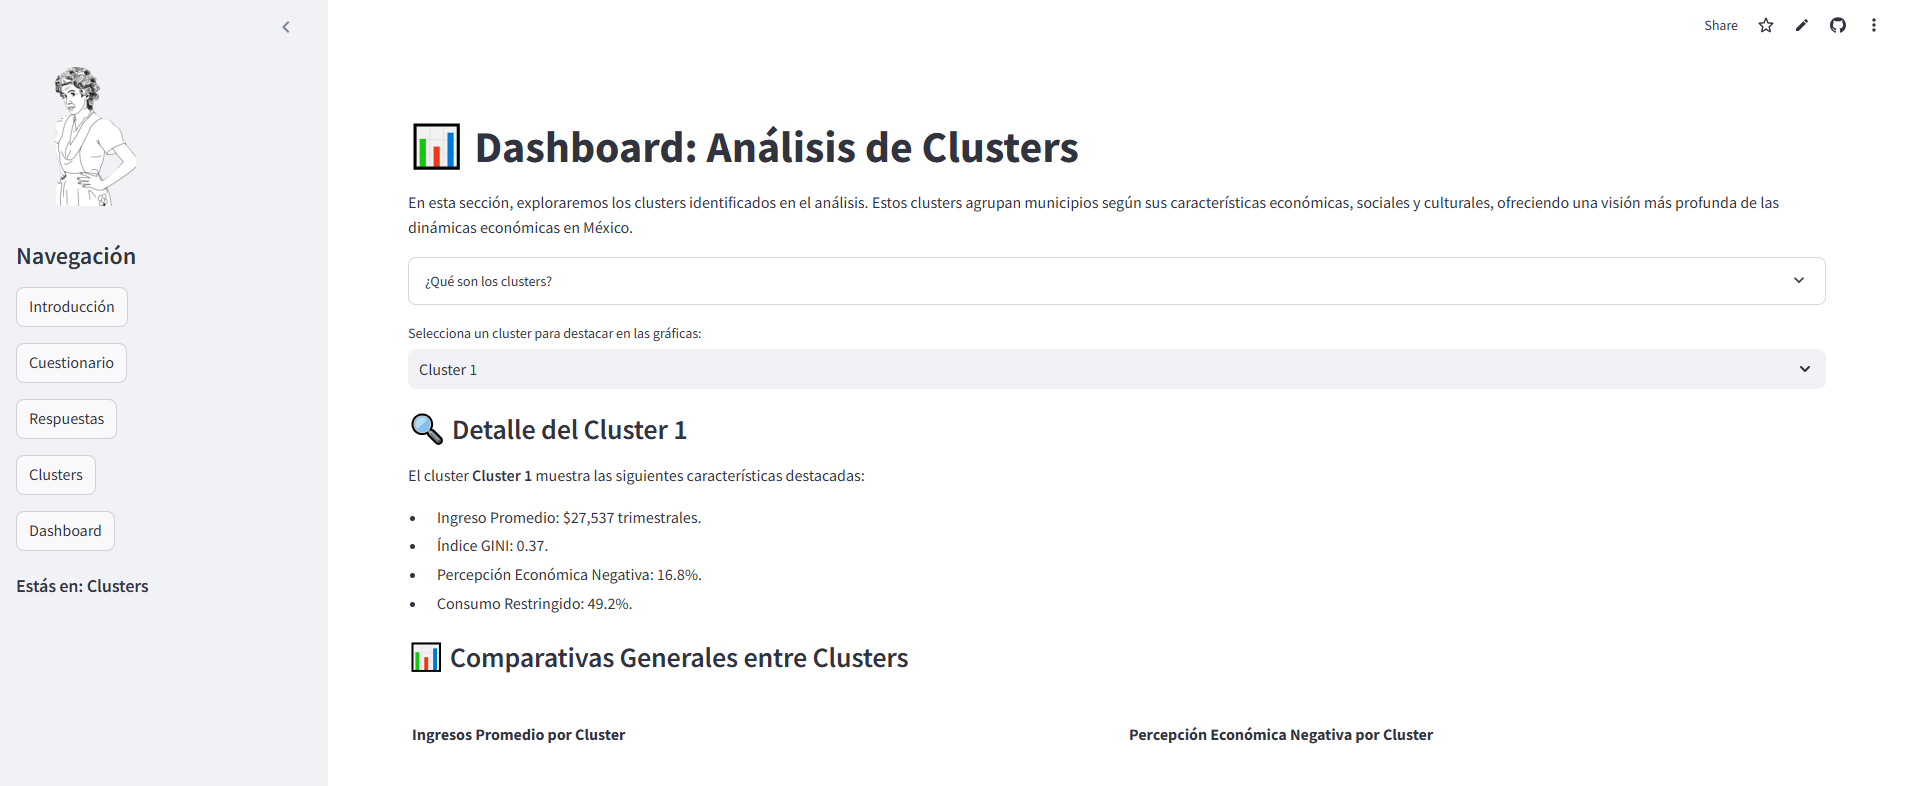 Share
Navegación
Introducción
Cuestionario
Respuestas
Clusters
Dashboard
Estás en: Clusters
Dashboard: Análisis de Clusters
En esta sección, exploraremos los clusters identificados en el análisis. Estos clusters agrupan municipios según sus características económicas, sociales y culturales, ofreciendo una visión más profunda de las
dinámicas económicas en México.
¿Qué son los clusters?
Selecciona un cluster para destacar en las gráficas:
Cluster 1
Detalle del Cluster 1
El cluster Cluster 1 muestra las siguientes características destacadas:
• Ingreso Promedio: $27,537 trimestrales.
• Índice GINI: 0.37.
• Percepción Económica Negativa: 16.8%.
• Consumo Restringido: 49.2%.
Comparativas Generales entre Clusters
Ingresos Promedio por Cluster
Percepción Económica Negativa por Cluster